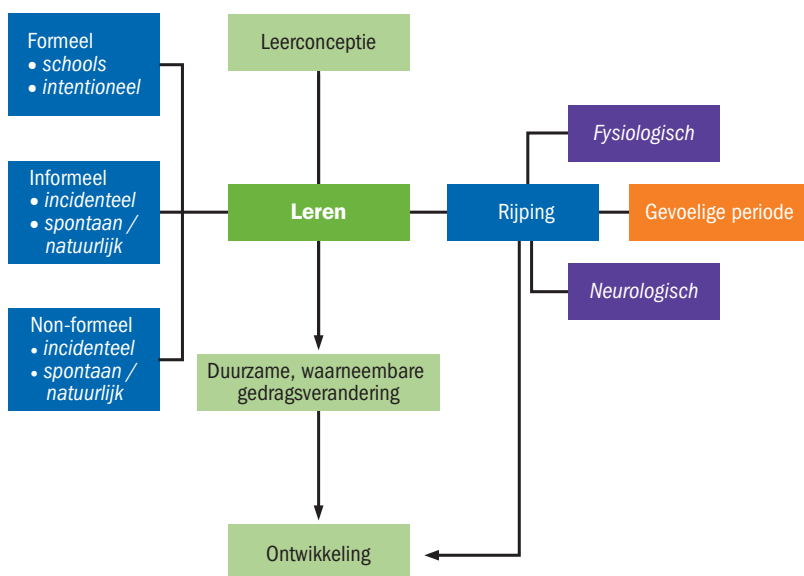 Formeel
• schools
• intentioneel
Leerconceptie
Fysiologisch
Informeel
• incidenteel
• spontaan /
natuurlijk
Leren
Rijping
Gevoelige periode
Neurologisch
Non-formeel
• incidenteel
• spontaan /
natuurlijk
Duurzame, waarneembare
gedragsverandering
Ontwikkeling